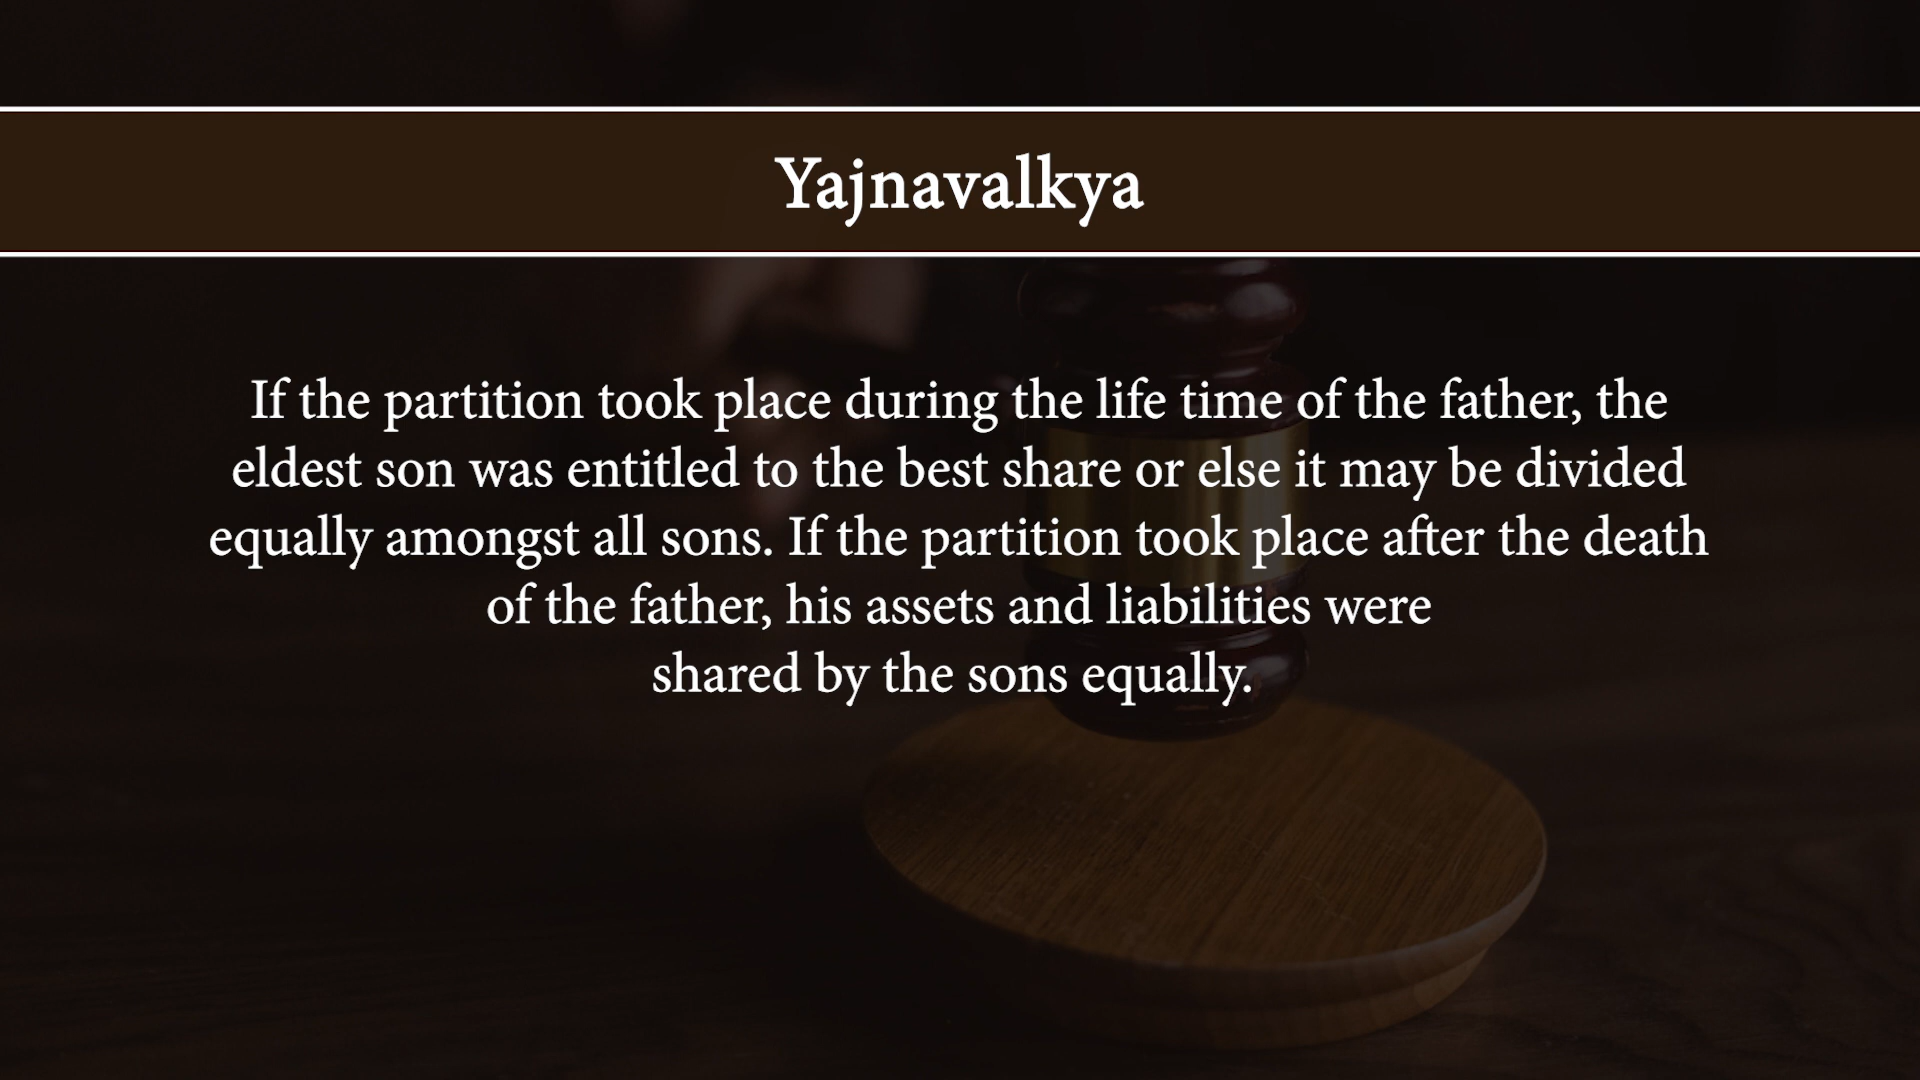 Yajnavalkya
If the partition took place during the life time of the father, the
eldest son was entitled to the best share or else it may be divided
equally amongst all sons. If the partition took place after the death
of the father, his assets and liabilities were
shared by the sons equally.